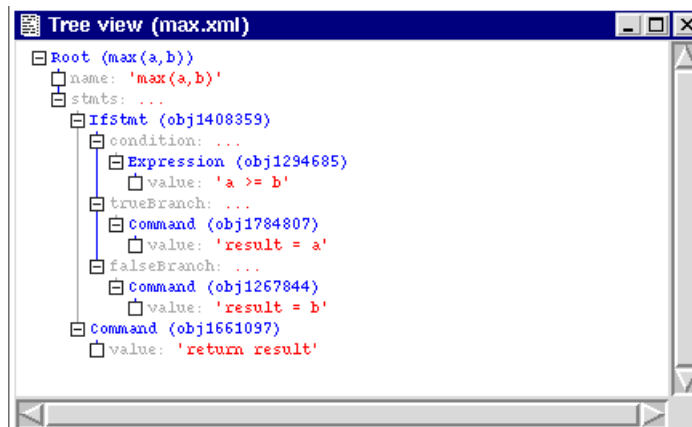 Tree view (max.xml)
Root (max(a,b))
name: 'max(a,b)'
stmts: ...
Ifstmt (obj1408359)
condition: ...
Expression (obj1294685)
value: 'a >= b'
trueBranch: ...
Command (obj1784807)
value: 'result = a'
falseBranch: ...
Command (obj1267844)
value: 'result = b'
Command (obj1661097)
value: 'return result'